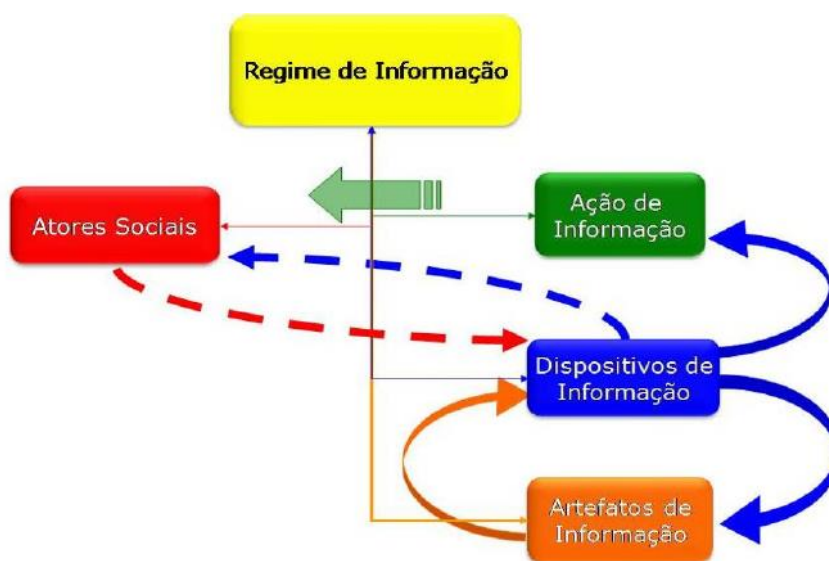 Regime de Informação
Atores Sociais
Ação de
Informação
Dispositivos de
Informação
Artefatos de
Informação